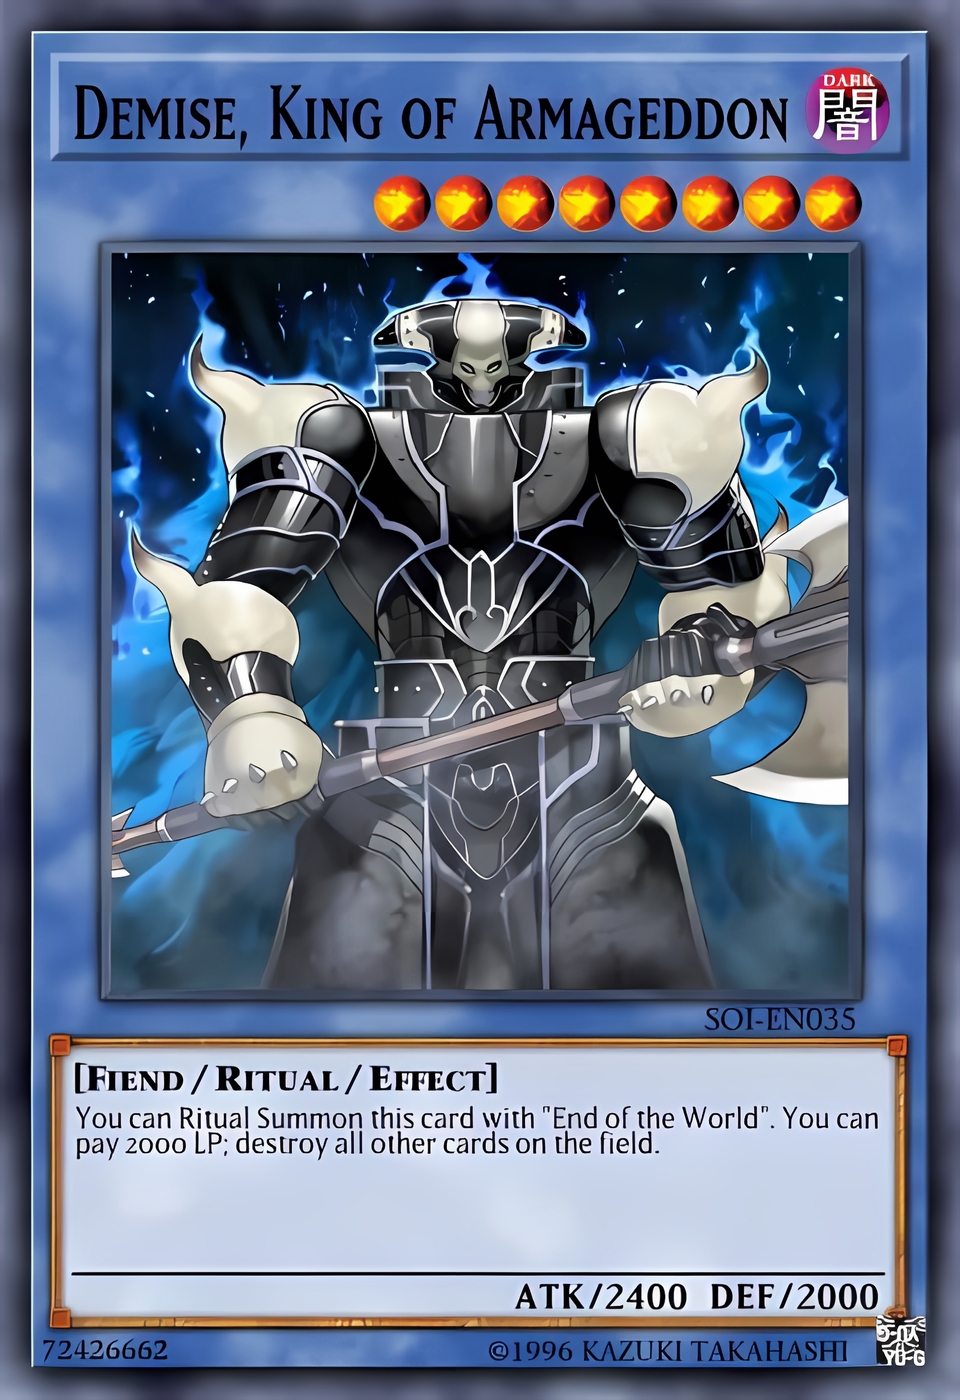 Demise, King of Armageddon
DARK
闇
SOI-EN035
[Fiend / Ritual / Effect]
You can Ritual Summon this card with "End of the World". You can
pay 2000 LP; destroy all other cards on the field.
ATK/2400 DEF/2000
72426662
©1996 KAZUKI TAKAHASHI